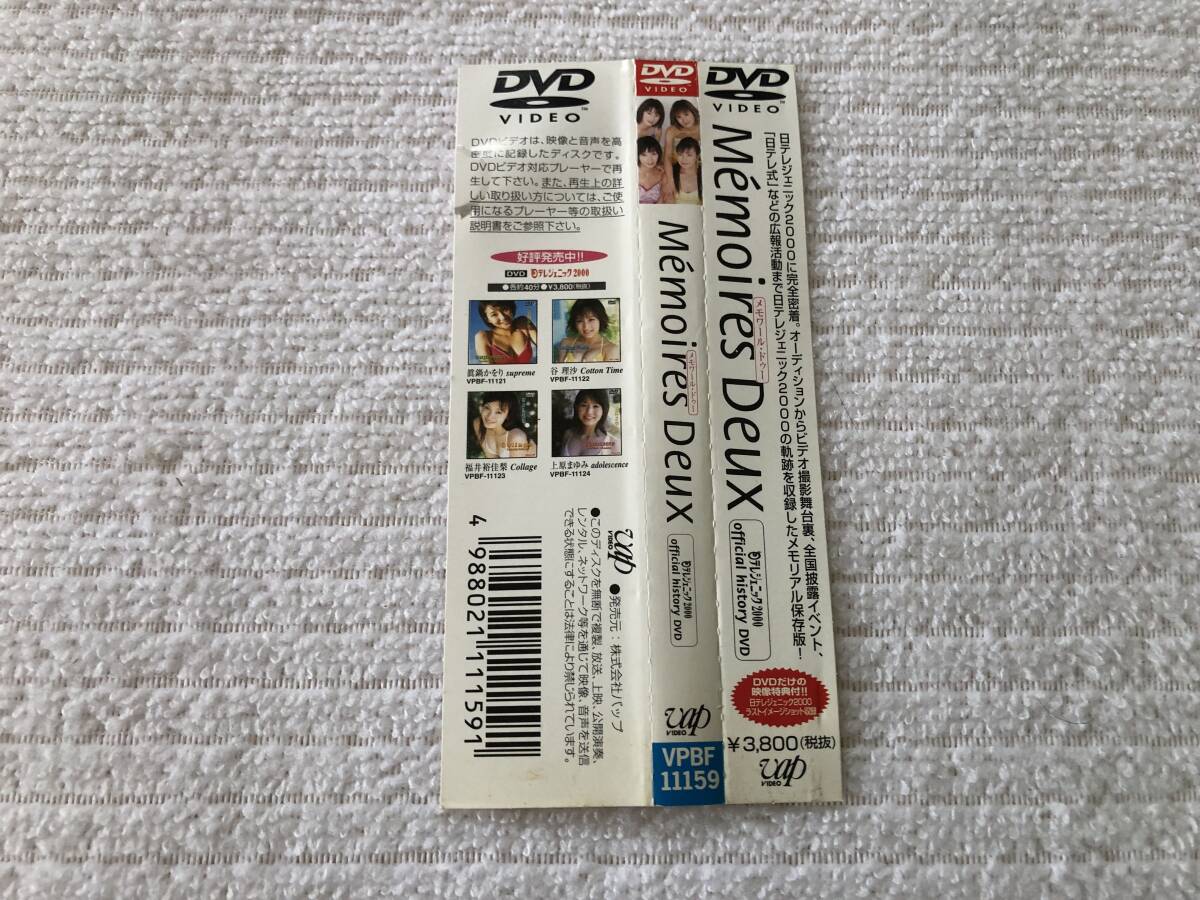 DVD
VIDEO
DVDビデオは、映像と音声を高
密度に記録したディスクです。
DVDビデオ対応プレーヤーで再
生して下さい。また、再生上の詳
しい取り扱い方については、ご使
用になるプレーヤー等の取扱い
説明書をご参照下さい。
好評発売中!!
DVD 日テレジェニック2000
●各約40分●¥3,800(税抜)
眞鍋かをり supreme
VPBF-11121
谷 理沙 Cotton Time
VPBF-11122
福井裕佳梨 Collage
VPBF-11123
上原まゆみ adolescence
VPBF-11124
4 988021 111591
vap
VIDEO
●発売元：株式会社バップ
●このディスクを無断で複製、放送、上映、公開演奏、
レンタル、ネットワーク等を通じて映像、音声を送信
できる状態にすることは法律により禁じられています。
DVD
VIDEO
Mémoires Deux
メモワール・ドゥー
日テレジェニック2000
official history DVD
vap
VIDEO
VPBF
11159
DVD
VIDEO
日テレジェニック2000に完全密着。オーディションからビデオ撮影舞台裏、全国披露イベント、
「日テレ式」などの広報活動まで日テレジェニック2000の軌跡を収録したメモリアル保存版！
Mémoires Deux
メモワール・ドゥー
日テレジェニック2000
official history DVD
DVDだけの
映像特典付!!
日テレジェニック2000
ラストイメージショット収録
¥3,800(税抜)
vap
VIDEO